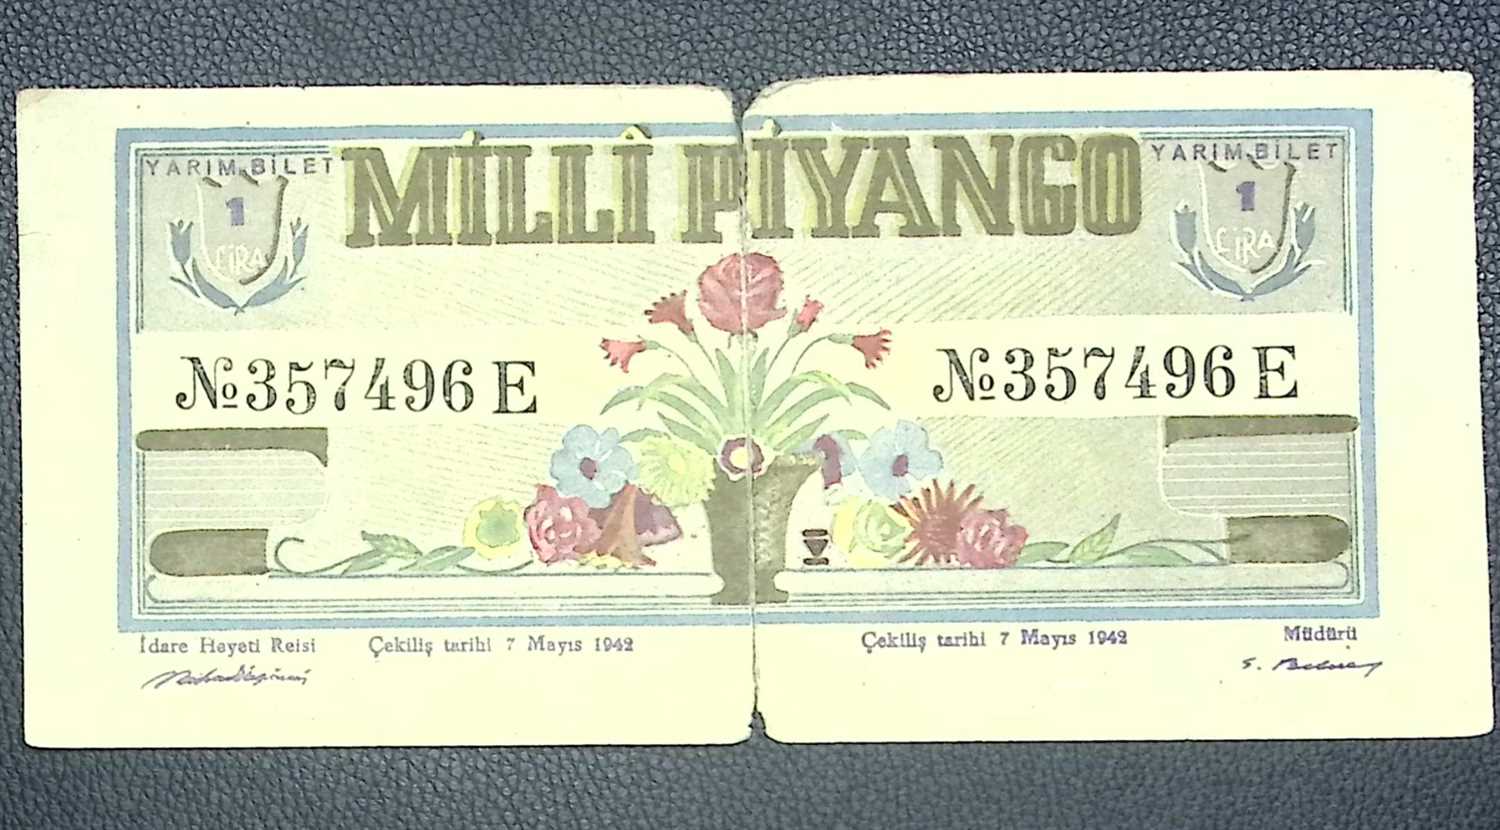 YARIM BİLET MİLLÎ PİYANGO YARIM BİLET
1 1
LİRA LİRA
№357496 E №357496 E
İdare Heyeti Reisi Çekiliş tarihi 7 Mayıs 1942 Çekiliş tarihi 7 Mayıs 1942 Müdürü